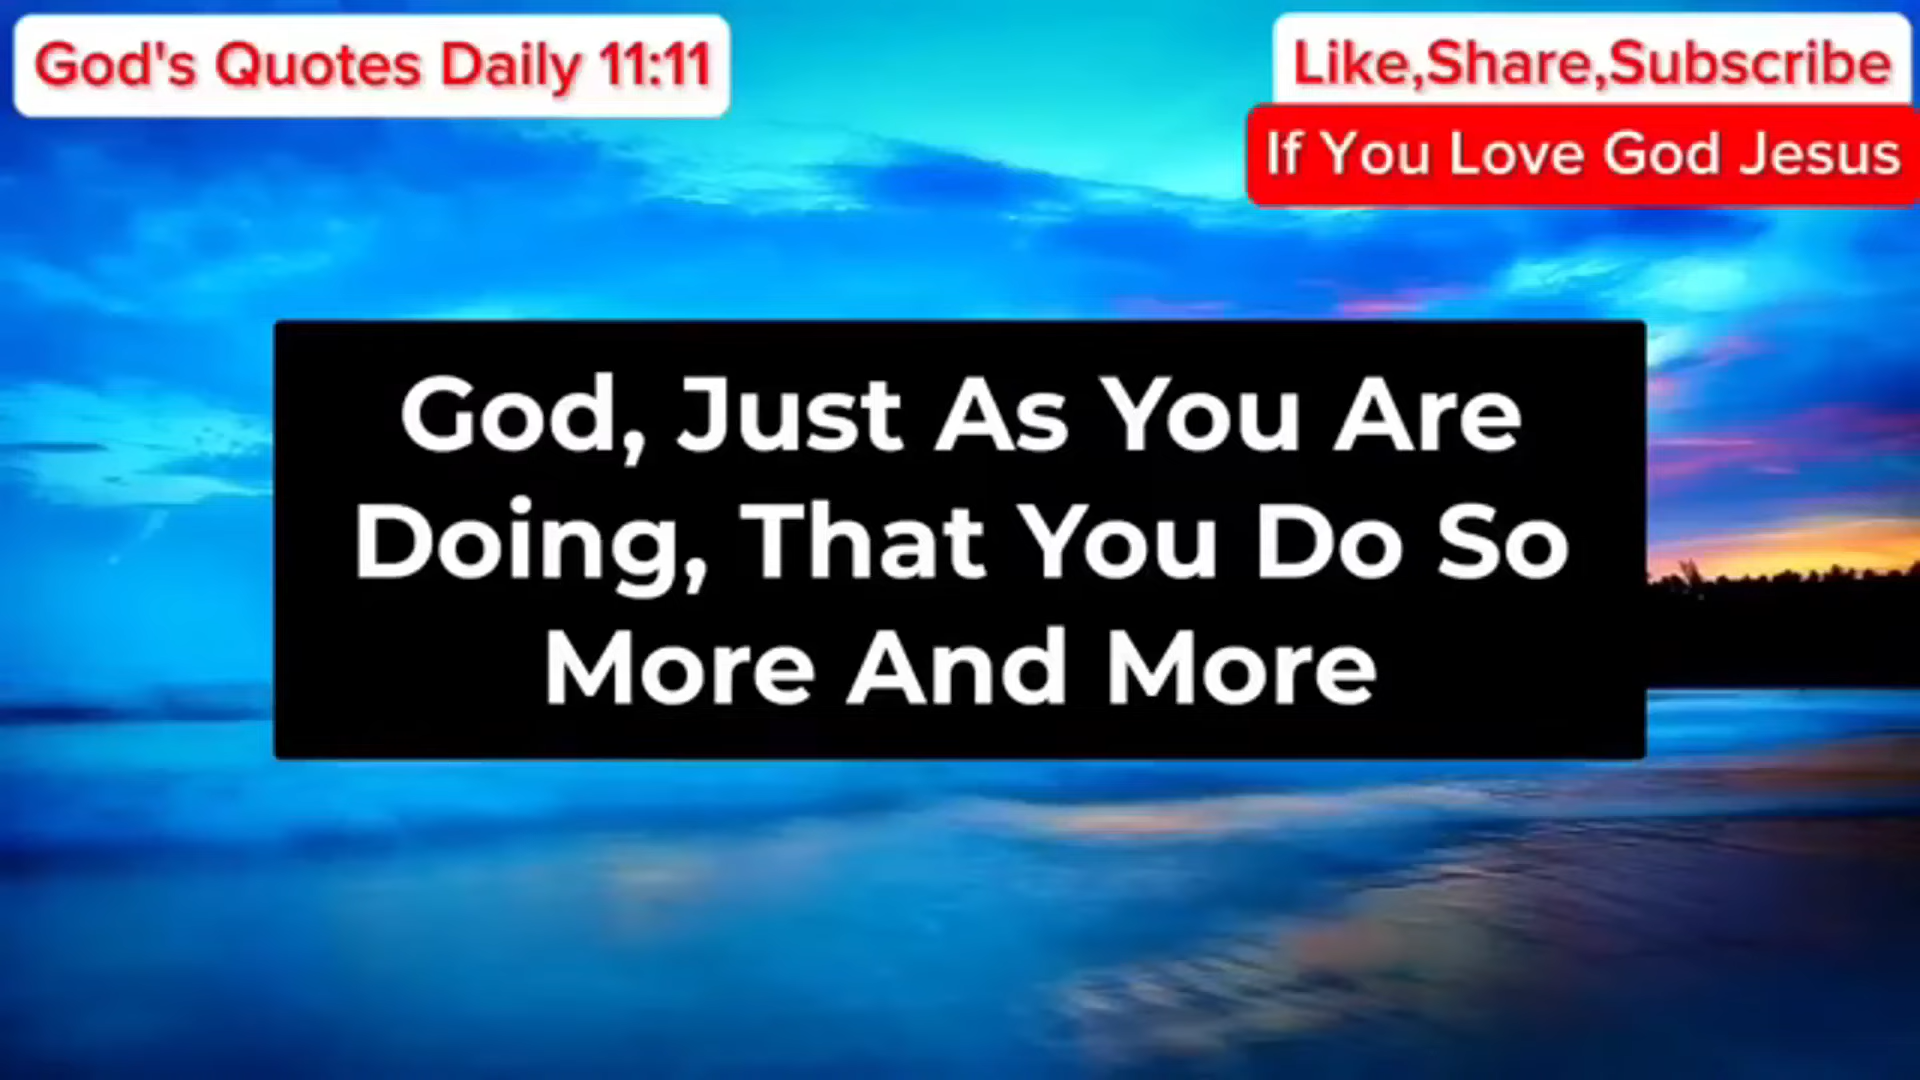 God's Quotes Daily 11:11
Like,Share,Subscribe
If You Love God Jesus
God, Just As You Are
Doing, That You Do So
More And More